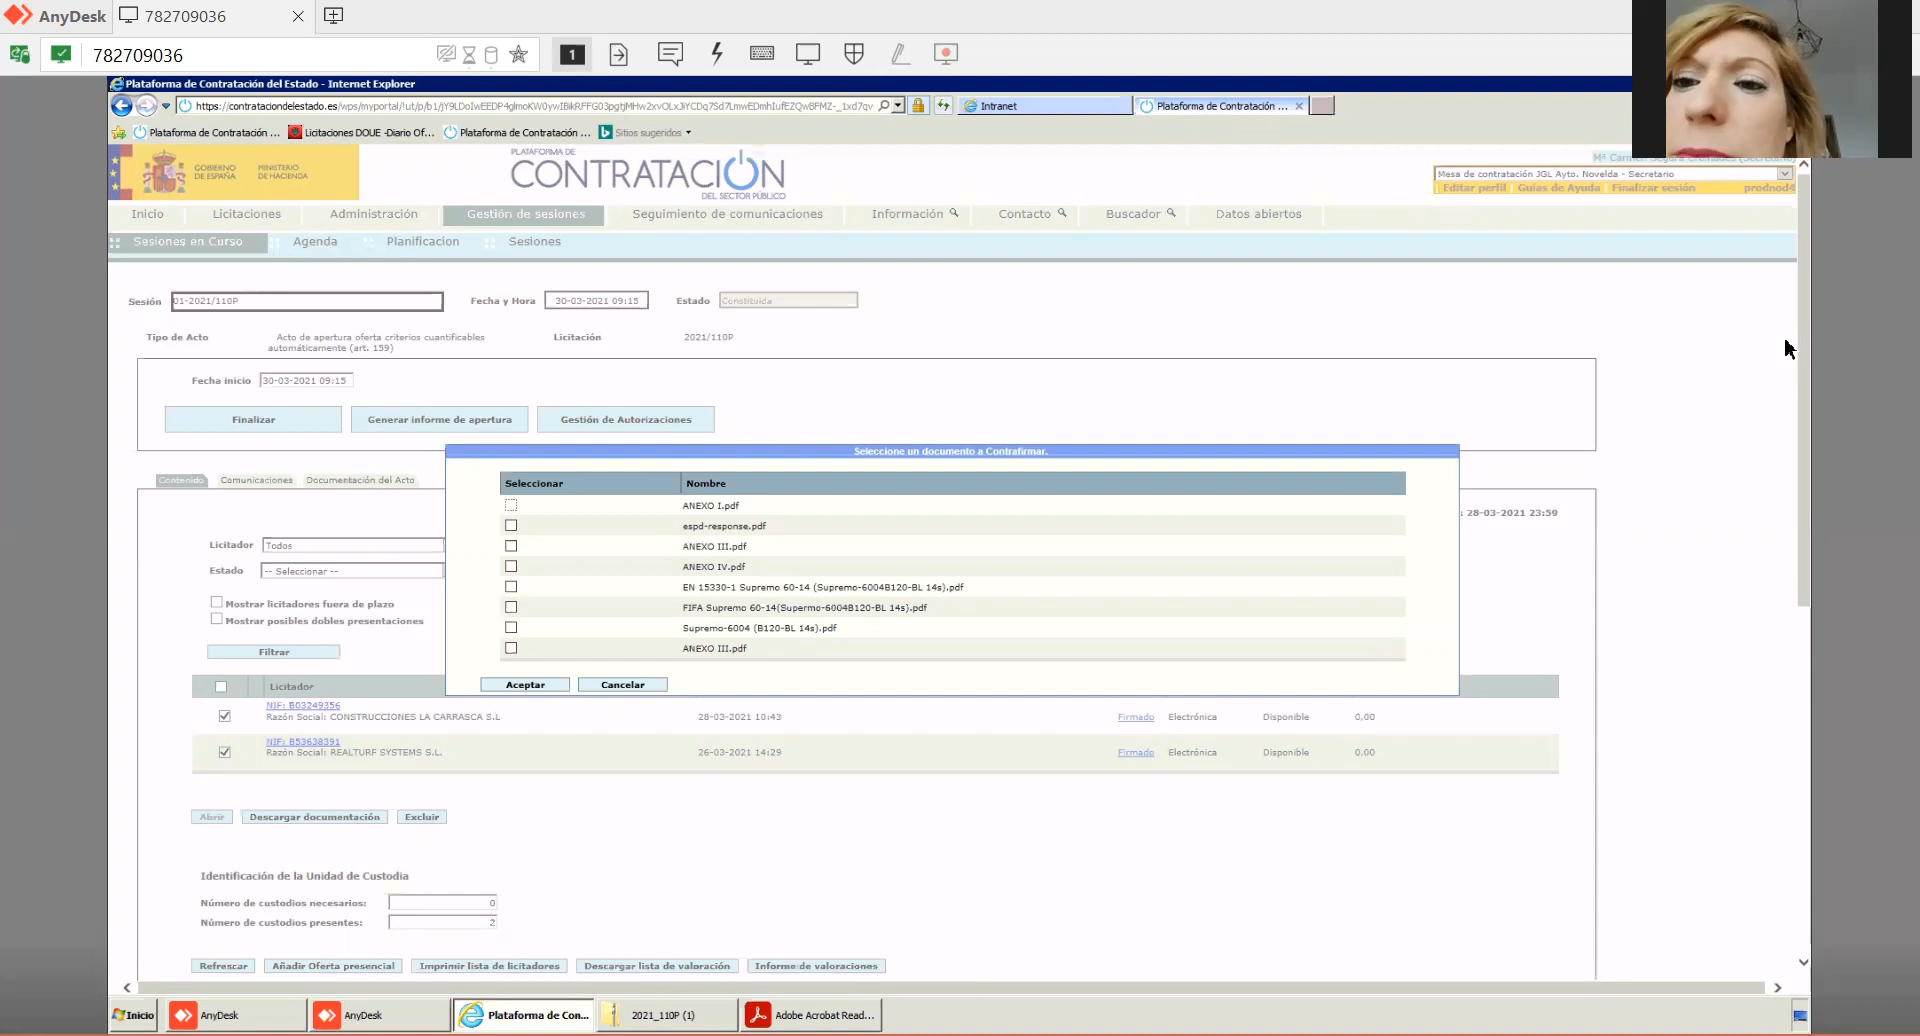 AnyDesk 782709036
782709036
1
Plataforma de Contratación del Estado - Internet Explorer
Intranet
Plataforma de Contratación ...
Plataforma de Contratación ... Licitaciones DOUE -Diario Of... Plataforma de Contratación ... Sitios sugeridos
GOBIERNO DE ESPAÑA
MINISTERIO DE HACIENDA
PLATAFORMA DE
CONTRATACIÓN
DEL SECTOR PÚBLICO
Mesa de contratación JGL Ayto. Novelda - Secretario
Editar perfil Guías de Ayuda Finalizar sesión prodnod4
Inicio Licitaciones Administración Gestión de sesiones Seguimiento de comunicaciones Información Contacto Buscador Datos abiertos
Sesiones en Curso Agenda Planificacion Sesiones
Sesión 01-2021/110P Fecha y Hora 30-03-2021 09:15 Estado Constituida
Tipo de Acto Acto de apertura oferta criterios cuantificables automáticamente (art. 159) Licitación 2021/110P
Fecha inicio 30-03-2021 09:15
Finalizar Generar informe de apertura Gestión de Autorizaciones
Seleccione un documento a Contrafirmar.
Contenido Comunicaciones Documentación del Acto
Seleccionar Nombre
ANEXO I.pdf
: 28-03-2021 23:59
espd-response.pdf
Licitador Todos
ANEXO III.pdf
ANEXO IV.pdf
Estado -- Seleccionar --
EN 15330-1 Supremo 60-14 (Supremo-6004B120-BL 14s).pdf
Mostrar licitadores fuera de plazo
FIFA Supremo 60-14(Supermo-6004B120-BL 14s).pdf
Mostrar posibles dobles presentaciones
Supremo-6004 (B120-BL 14s).pdf
Filtrar
ANEXO III.pdf
Aceptar Cancelar
Licitador
NIF: B03249356
Razón Social: CONSTRUCCIONES LA CARRASCA S.L 28-03-2021 10:43 Firmado Electrónica Disponible 0,00
NIF: B53638391
Razón Social: REALTURF SYSTEMS S.L. 26-03-2021 14:29 Firmado Electrónica Disponible 0.00
Abrir Descargar documentación Excluir
Identificación de la Unidad de Custodia
Número de custodios necesarios: 0
Número de custodios presentes: 2
Refrescar Añadir Oferta presencial Imprimir lista de licitadores Descargar lista de valoración Informe de valoraciones
Inicio AnyDesk AnyDesk Plataforma de Con... 2021_110P (1) Adobe Acrobat Read...